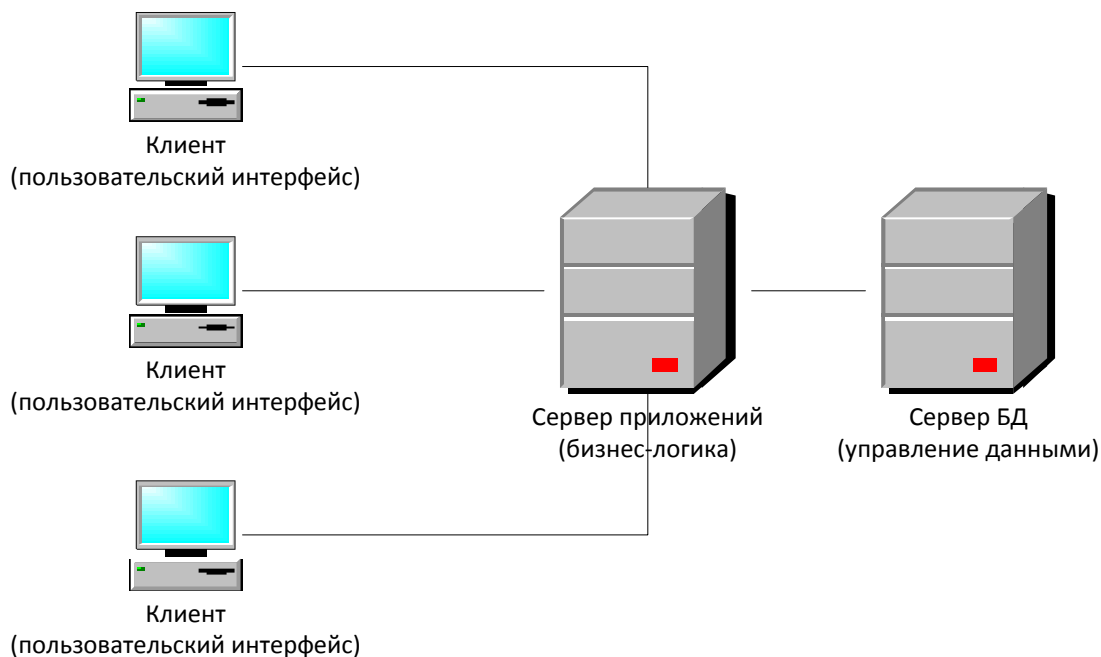 Клиент
(пользовательский интерфейс)
Клиент
(пользовательский интерфейс)
Сервер приложений
(бизнес-логика)
Сервер БД
(управление данными)
Клиент
(пользовательский интерфейс)